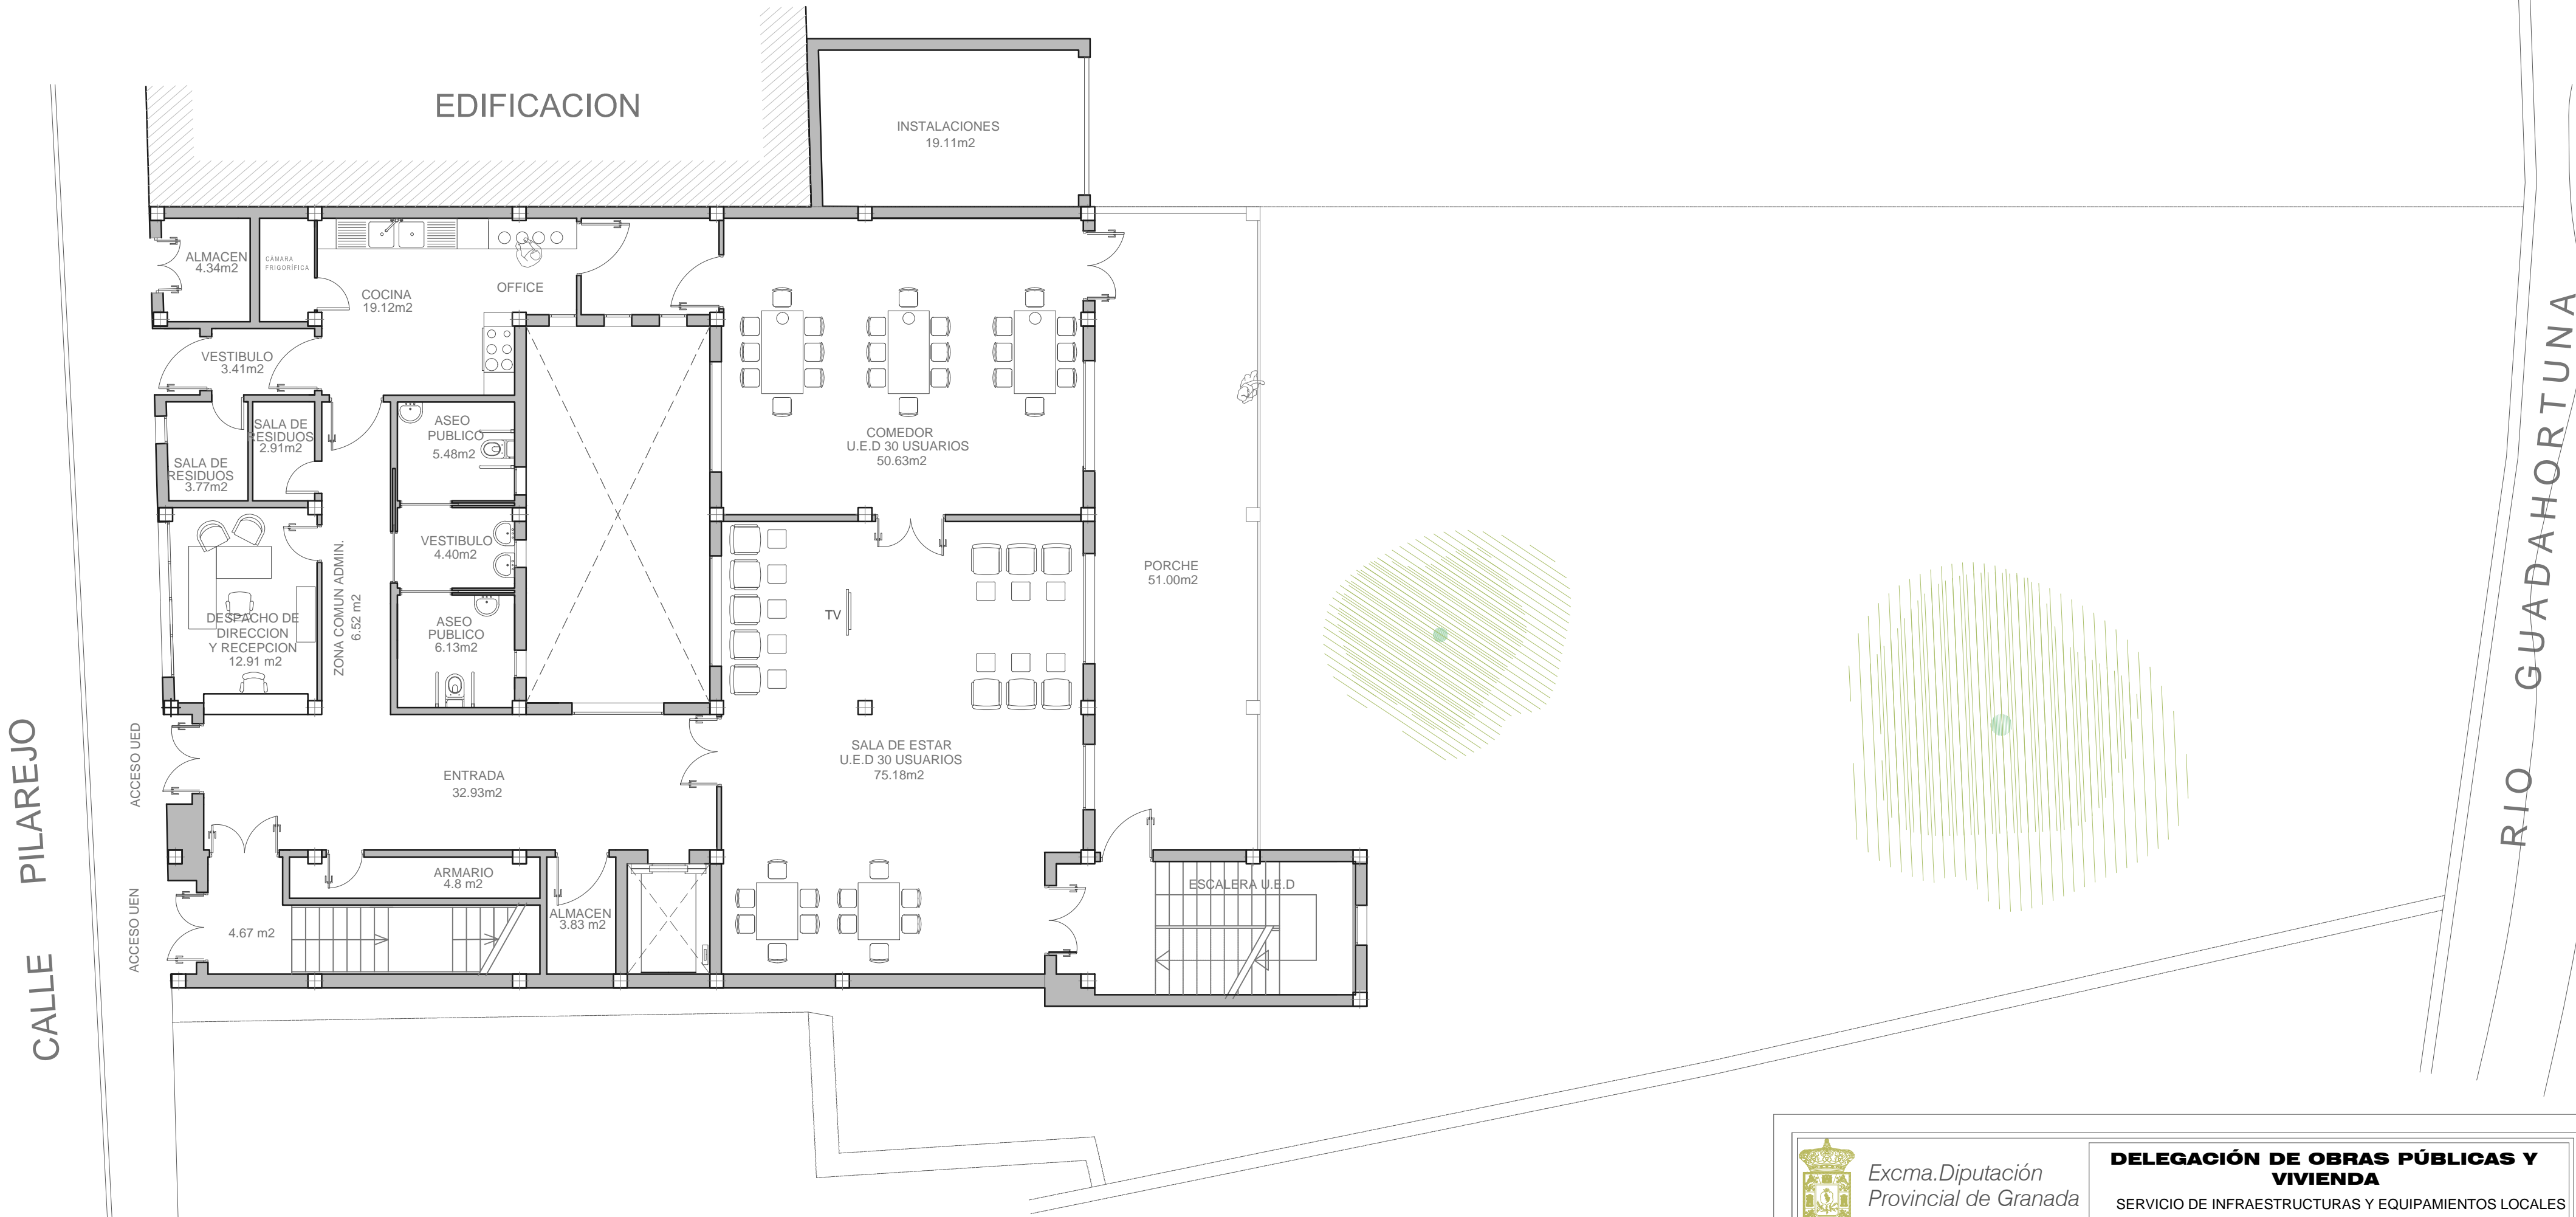 EDIFICACION
INSTALACIONES
19.11m2
ALMACEN
4.34m2
CÁMARA
FRIGORÍFICA
COCINA
19.12m2
OFFICE
VESTIBULO
3.41m2
SALA DE
RESIDUOS
2.91m2
SALA DE
RESIDUOS
3.77m2
ASEO
PUBLICO
5.48m2
COMEDOR
U.E.D 30 USUARIOS
50.63m2
VESTIBULO
4.40m2
ZONA COMUN ADMIN.
6.52 m2
DESPACHO DE
DIRECCION
Y RECEPCION
12.91 m2
ASEO
PUBLICO
6.13m2
TV
PORCHE
51.00m2
SALA DE ESTAR
U.E.D 30 USUARIOS
75.18m2
ENTRADA
32.93m2
ACCESO UED
ACCESO UEN
ARMARIO
4.8 m2
ALMACEN
3.83 m2
4.67 m2
ESCALERA U.E.D
CALLE PILAREJO
RIO GUADAHORTUNA
Excma.Diputación
Provincial de Granada
DELEGACIÓN DE OBRAS PÚBLICAS Y
VIVIENDA
SERVICIO DE INFRAESTRUCTURAS Y EQUIPAMIENTOS LOCALES